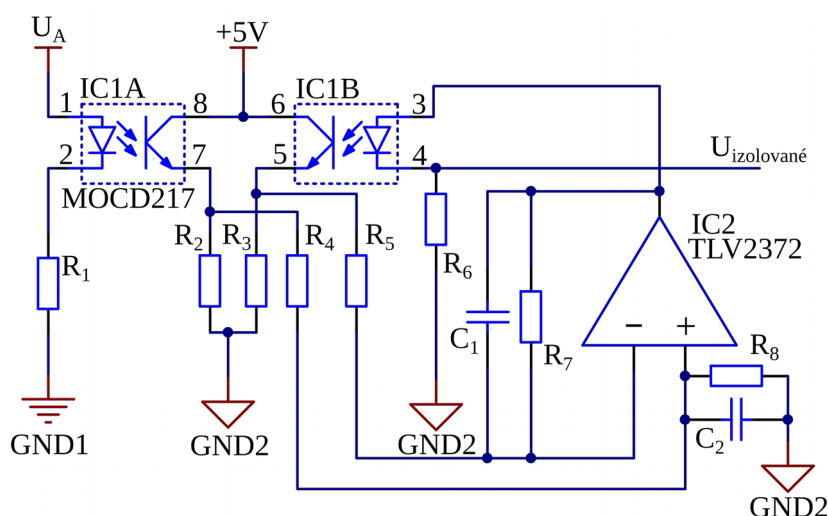 U_A
+5V
IC1A
IC1B
1
8
6
3
2
7
5
4
MOCD217
U_izolované
R_1
R_2
R_3
R_4
R_5
R_6
IC2
TLV2372
−
+
C_1
R_7
R_8
C_2
GND1
GND2
GND2
GND2